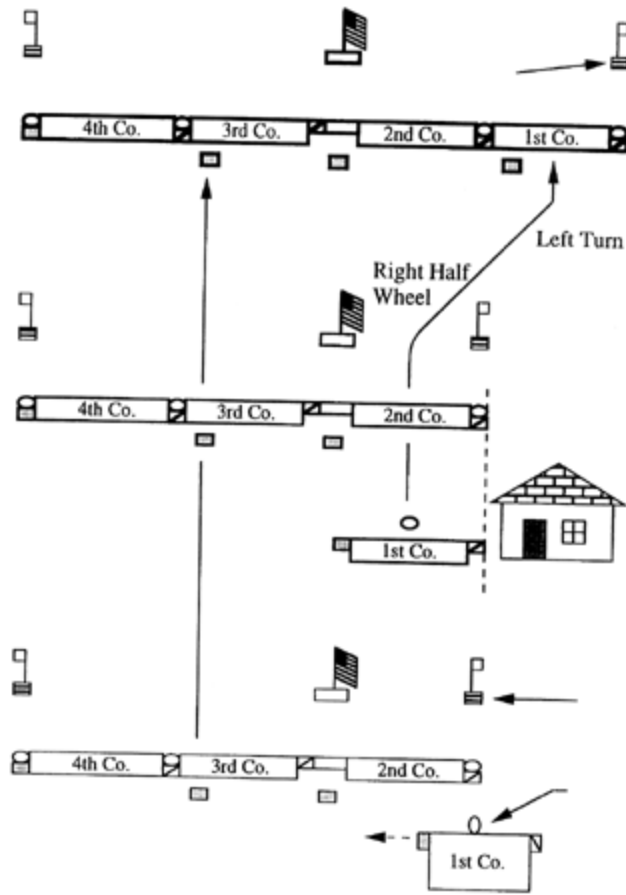 4th Co. 3rd Co. 2nd Co. 1st Co.
Left Turn
Right Half
Wheel
4th Co. 3rd Co. 2nd Co.
1st Co.
4th Co. 3rd Co. 2nd Co.
1st Co.